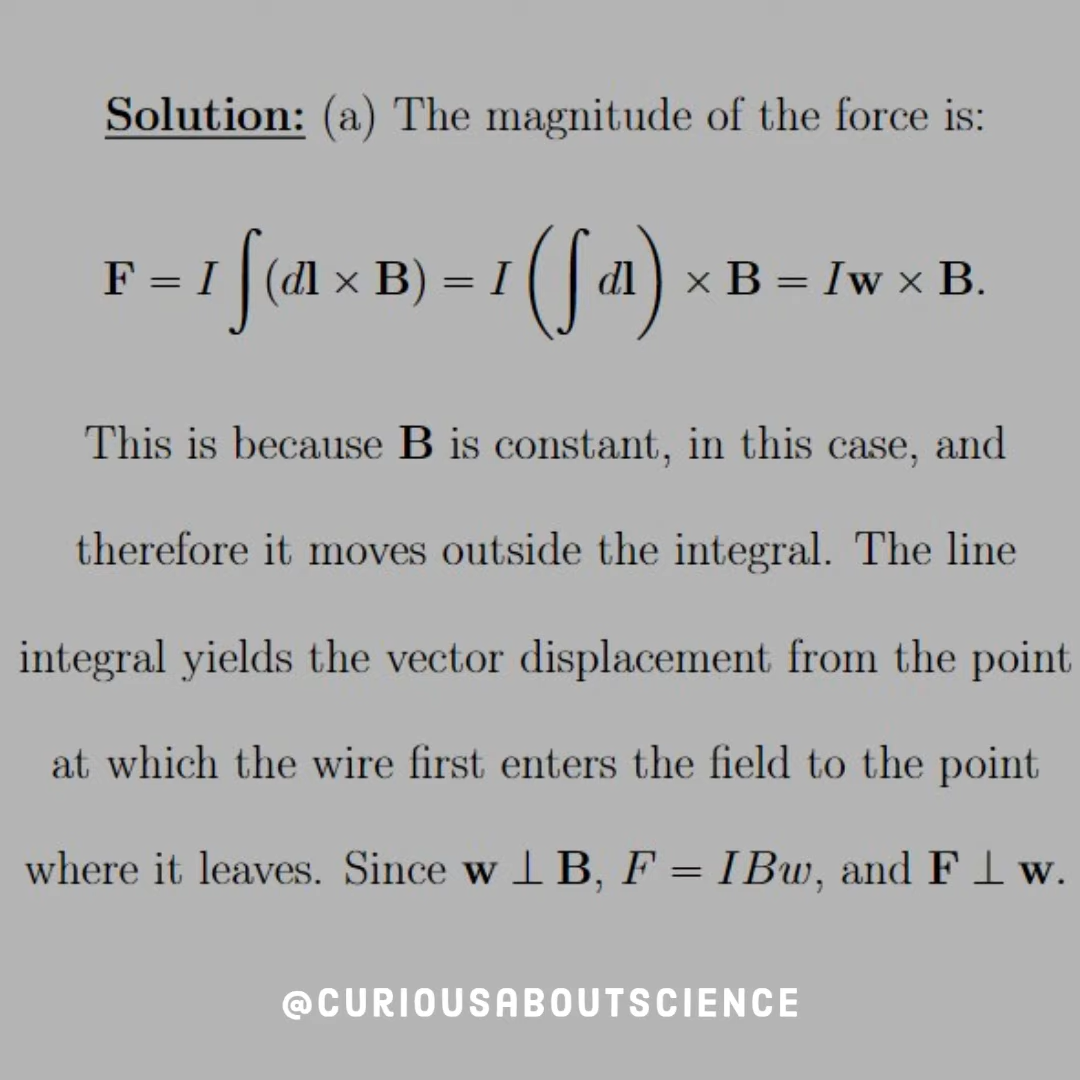 Solution: (a) The magnitude of the force is:
F = I ∫(dl × B) = I (∫ dl) × B = Iw × B.
This is because B is constant, in this case, and
therefore it moves outside the integral. The line
integral yields the vector displacement from the point
at which the wire first enters the field to the point
where it leaves. Since w ⊥ B, F = IBw, and F ⊥ w.
@CURIOUSABOUTSCIENCE